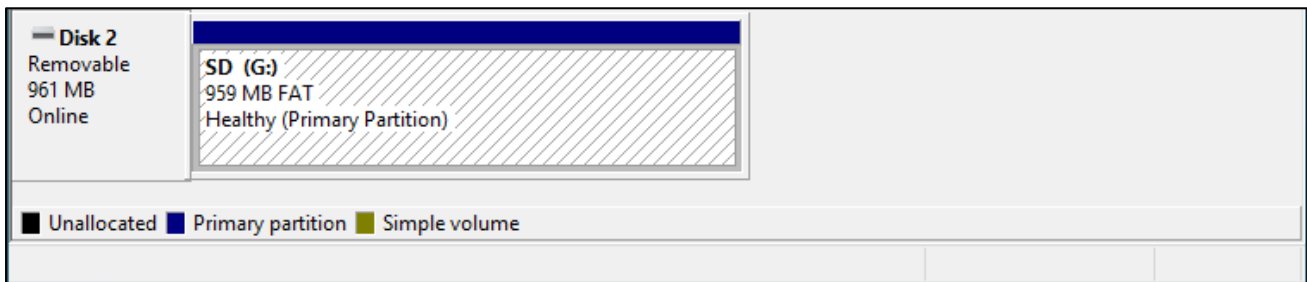 Disk 2
Removable
961 MB
Online
SD (G:)
959 MB FAT
Healthy (Primary Partition)
Unallocated Primary partition Simple volume